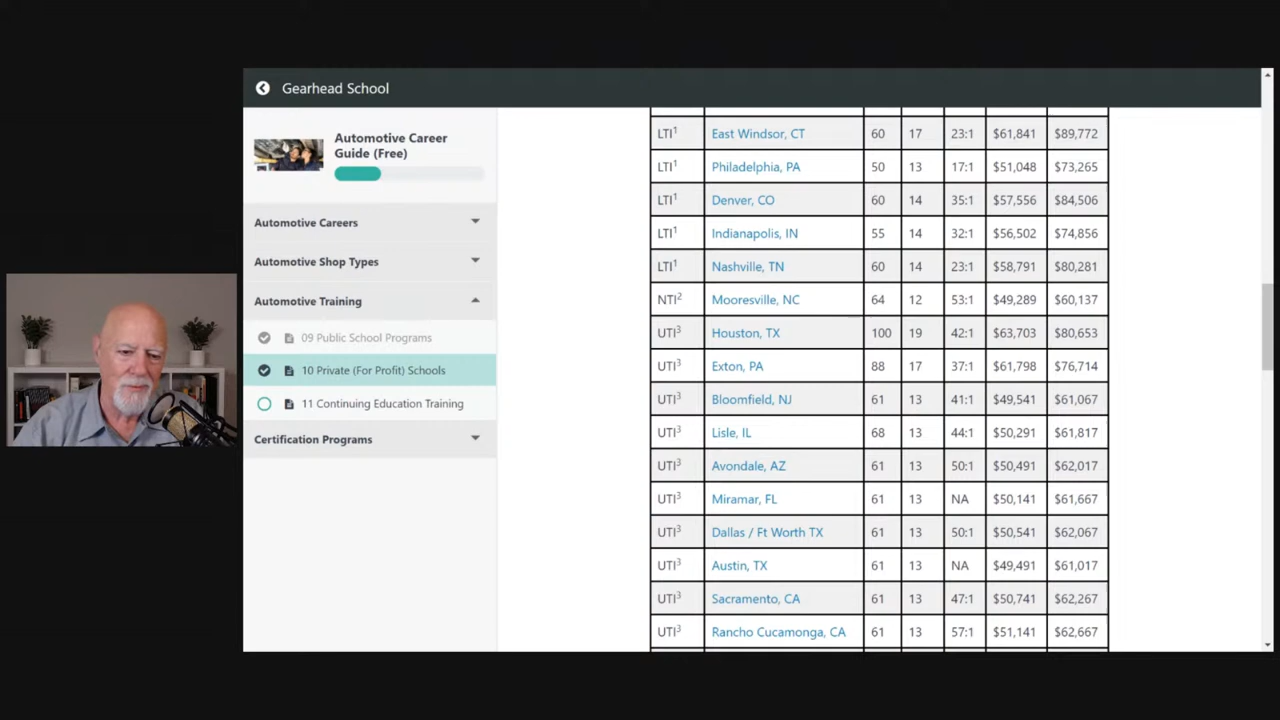 Gearhead School
Automotive Career
Guide (Free)
Automotive Careers
Automotive Shop Types
Automotive Training
09 Public School Programs
10 Private (For Profit) Schools
11 Continuing Education Training
Certification Programs
LTI¹ East Windsor, CT 60 17 23:1 $61,841 $89,772
LTI¹ Philadelphia, PA 50 13 17:1 $51,048 $73,265
LTI¹ Denver, CO 60 14 35:1 $57,556 $84,506
LTI¹ Indianapolis, IN 55 14 32:1 $56,502 $74,856
LTI¹ Nashville, TN 60 14 23:1 $58,791 $80,281
NTI² Mooresville, NC 64 12 53:1 $49,289 $60,137
UTI³ Houston, TX 100 19 42:1 $63,703 $80,653
UTI³ Exton, PA 88 17 37:1 $61,798 $76,714
UTI³ Bloomfield, NJ 61 13 41:1 $49,541 $61,067
UTI³ Lisle, IL 68 13 44:1 $50,291 $61,817
UTI³ Avondale, AZ 61 13 50:1 $50,491 $62,017
UTI³ Miramar, FL 61 13 NA $50,141 $61,667
UTI³ Dallas / Ft Worth TX 61 13 50:1 $50,541 $62,067
UTI³ Austin, TX 61 13 NA $49,491 $61,017
UTI³ Sacramento, CA 61 13 47:1 $50,741 $62,267
UTI³ Rancho Cucamonga, CA 61 13 57:1 $51,141 $62,667